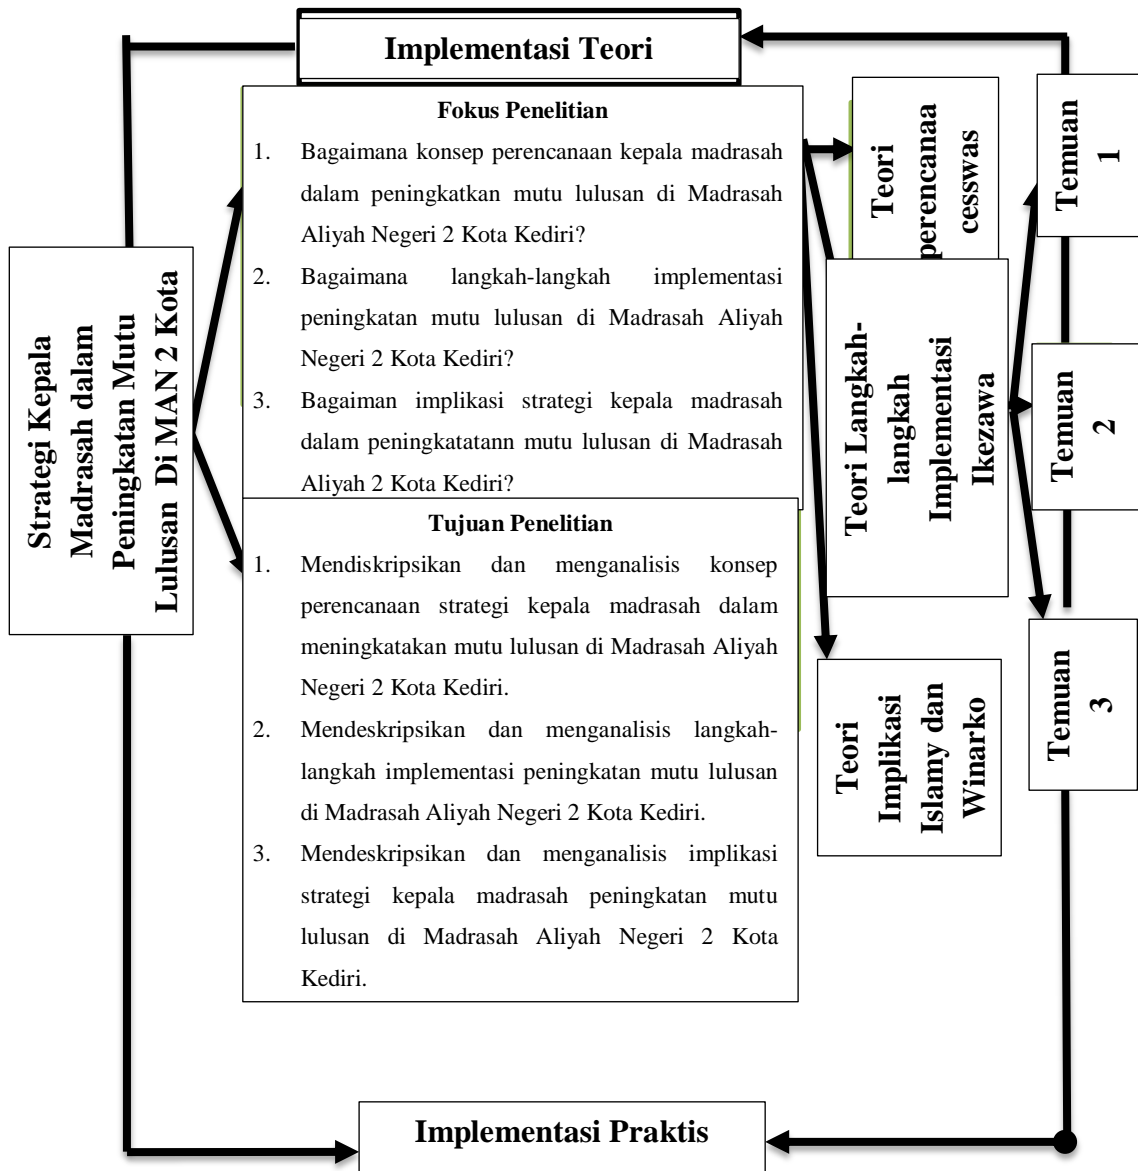 Implementasi Teori
Fokus Penelitian
1. Bagaimana konsep perencanaan kepala madrasah
dalam peningkatkan mutu lulusan di Madrasah
Aliyah Negeri 2 Kota Kediri?
2. Bagaimana langkah-langkah implementasi
peningkatan mutu lulusan di Madrasah Aliyah
Negeri 2 Kota Kediri?
3. Bagaiman implikasi strategi kepala madrasah
dalam peningkatatann mutu lulusan di Madrasah
Aliyah 2 Kota Kediri?
Tujuan Penelitian
1. Mendiskripsikan dan menganalisis konsep
perencanaan strategi kepala madrasah dalam
meningkatakan mutu lulusan di Madrasah Aliyah
Negeri 2 Kota Kediri.
2. Mendeskripsikan dan menganalisis langkah-
langkah implementasi peningkatan mutu lulusan
di Madrasah Aliyah Negeri 2 Kota Kediri.
3. Mendeskripsikan dan menganalisis implikasi
strategi kepala madrasah peningkatan mutu
lulusan di Madrasah Aliyah Negeri 2 Kota
Kediri.
Strategi Kepala
Madrasah dalam
Peningkatan Mutu
Lulusan Di MAN 2 Kota
Teori
perencanaa
cesswas
Teori Langkah-
langkah
Implementasi
Ikezawa
Teori
Implikasi
Islamy dan
Winarko
Temuan
1
Temuan
2
Temuan
3
Implementasi Praktis